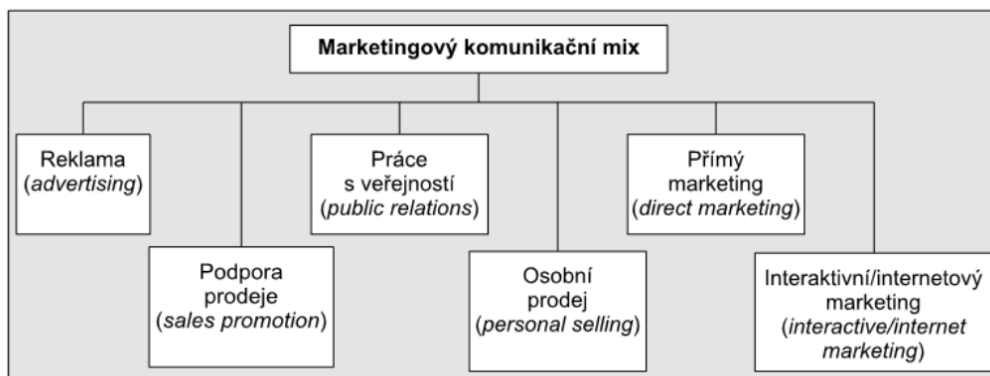 Marketingový komunikační mix
Reklama
(advertising)
Práce
s veřejností
(public relations)
Přímý
marketing
(direct marketing)
Podpora
prodeje
(sales promotion)
Osobní
prodej
(personal selling)
Interaktivní/internetový
marketing
(interactive/internet
marketing)